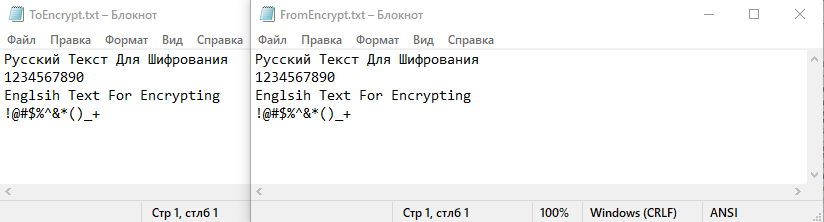 ToEncrypt.txt – Блокнот
Файл Правка Формат Вид Справка
Русский Текст Для Шифрования
1234567890
Englsih Text For Encrypting
!@#$%^&*()_+
Стр 1, стлб 1
FromEncrypt.txt – Блокнот
Файл Правка Формат Вид Справка
Русский Текст Для Шифрования
1234567890
Englsih Text For Encrypting
!@#$%^&*()_+
Стр 1, стлб 1 100% Windows (CRLF) ANSI